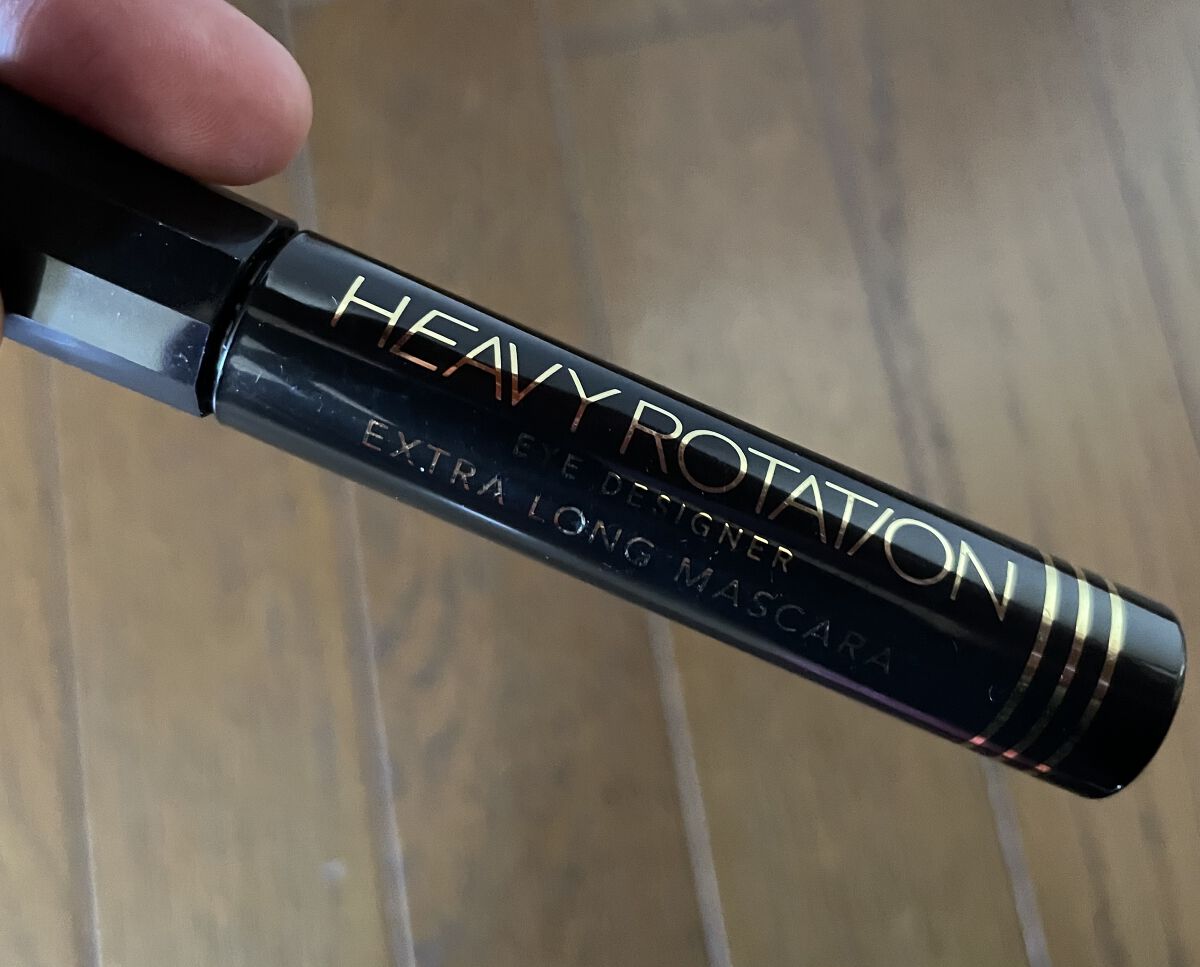 HEAVY ROTATION
EYE DESIGNER
EXTRA LONG MASCARA